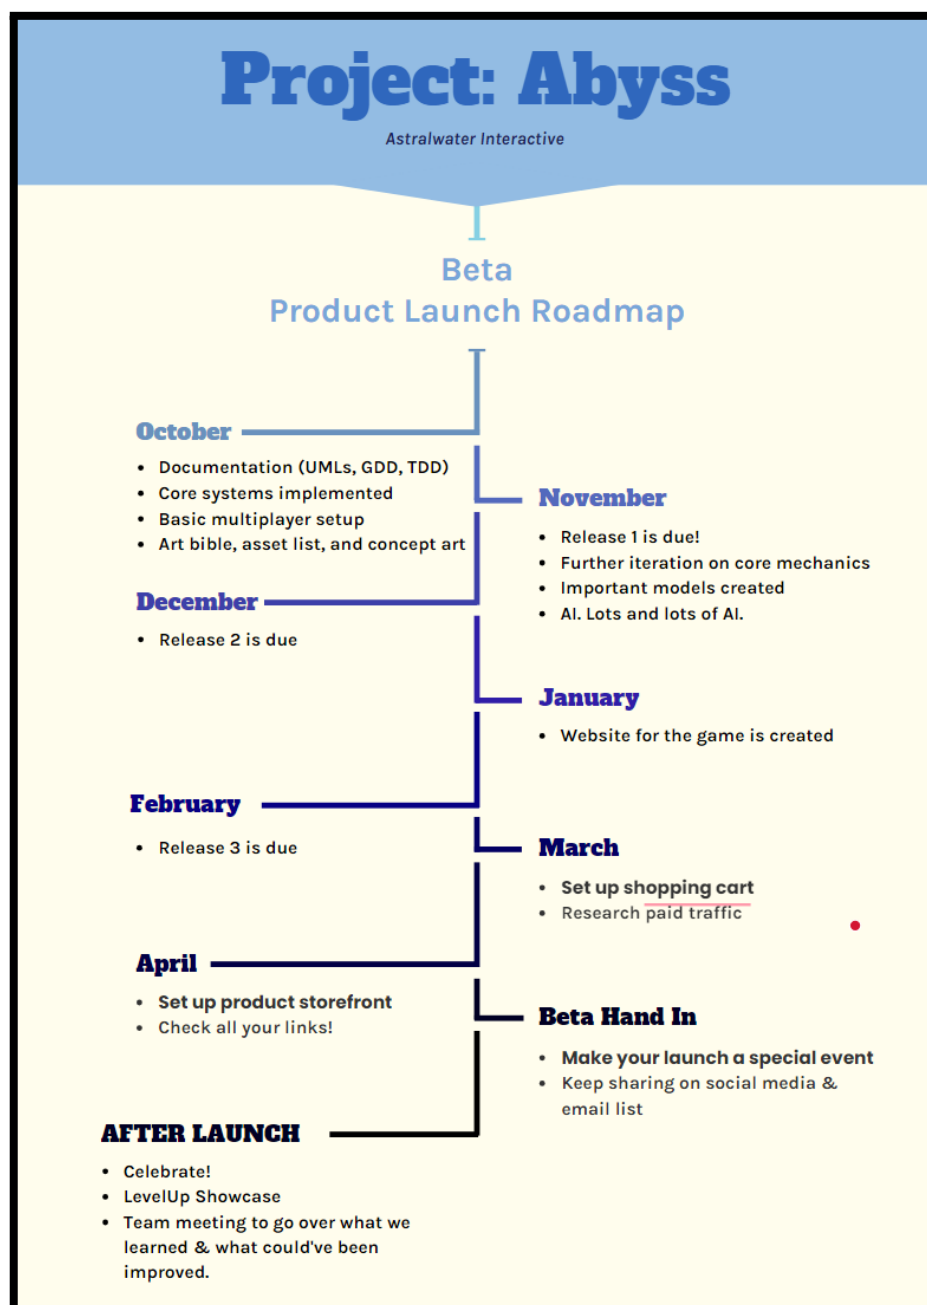 Project: Abyss
Astralwater Interactive
Beta
Product Launch Roadmap
October
• Documentation (UMLs, GDD, TDD)
• Core systems implemented
• Basic multiplayer setup
• Art bible, asset list, and concept art
November
• Release 1 is due!
• Further iteration on core mechanics
• Important models created
• AI. Lots and lots of AI.
December
• Release 2 is due
January
• Website for the game is created
February
• Release 3 is due
March
• Set up shopping cart
• Research paid traffic
April
• Set up product storefront
• Check all your links!
Beta Hand In
• Make your launch a special event
• Keep sharing on social media &
email list
AFTER LAUNCH
• Celebrate!
• LevelUp Showcase
• Team meeting to go over what we
learned & what could've been
improved.